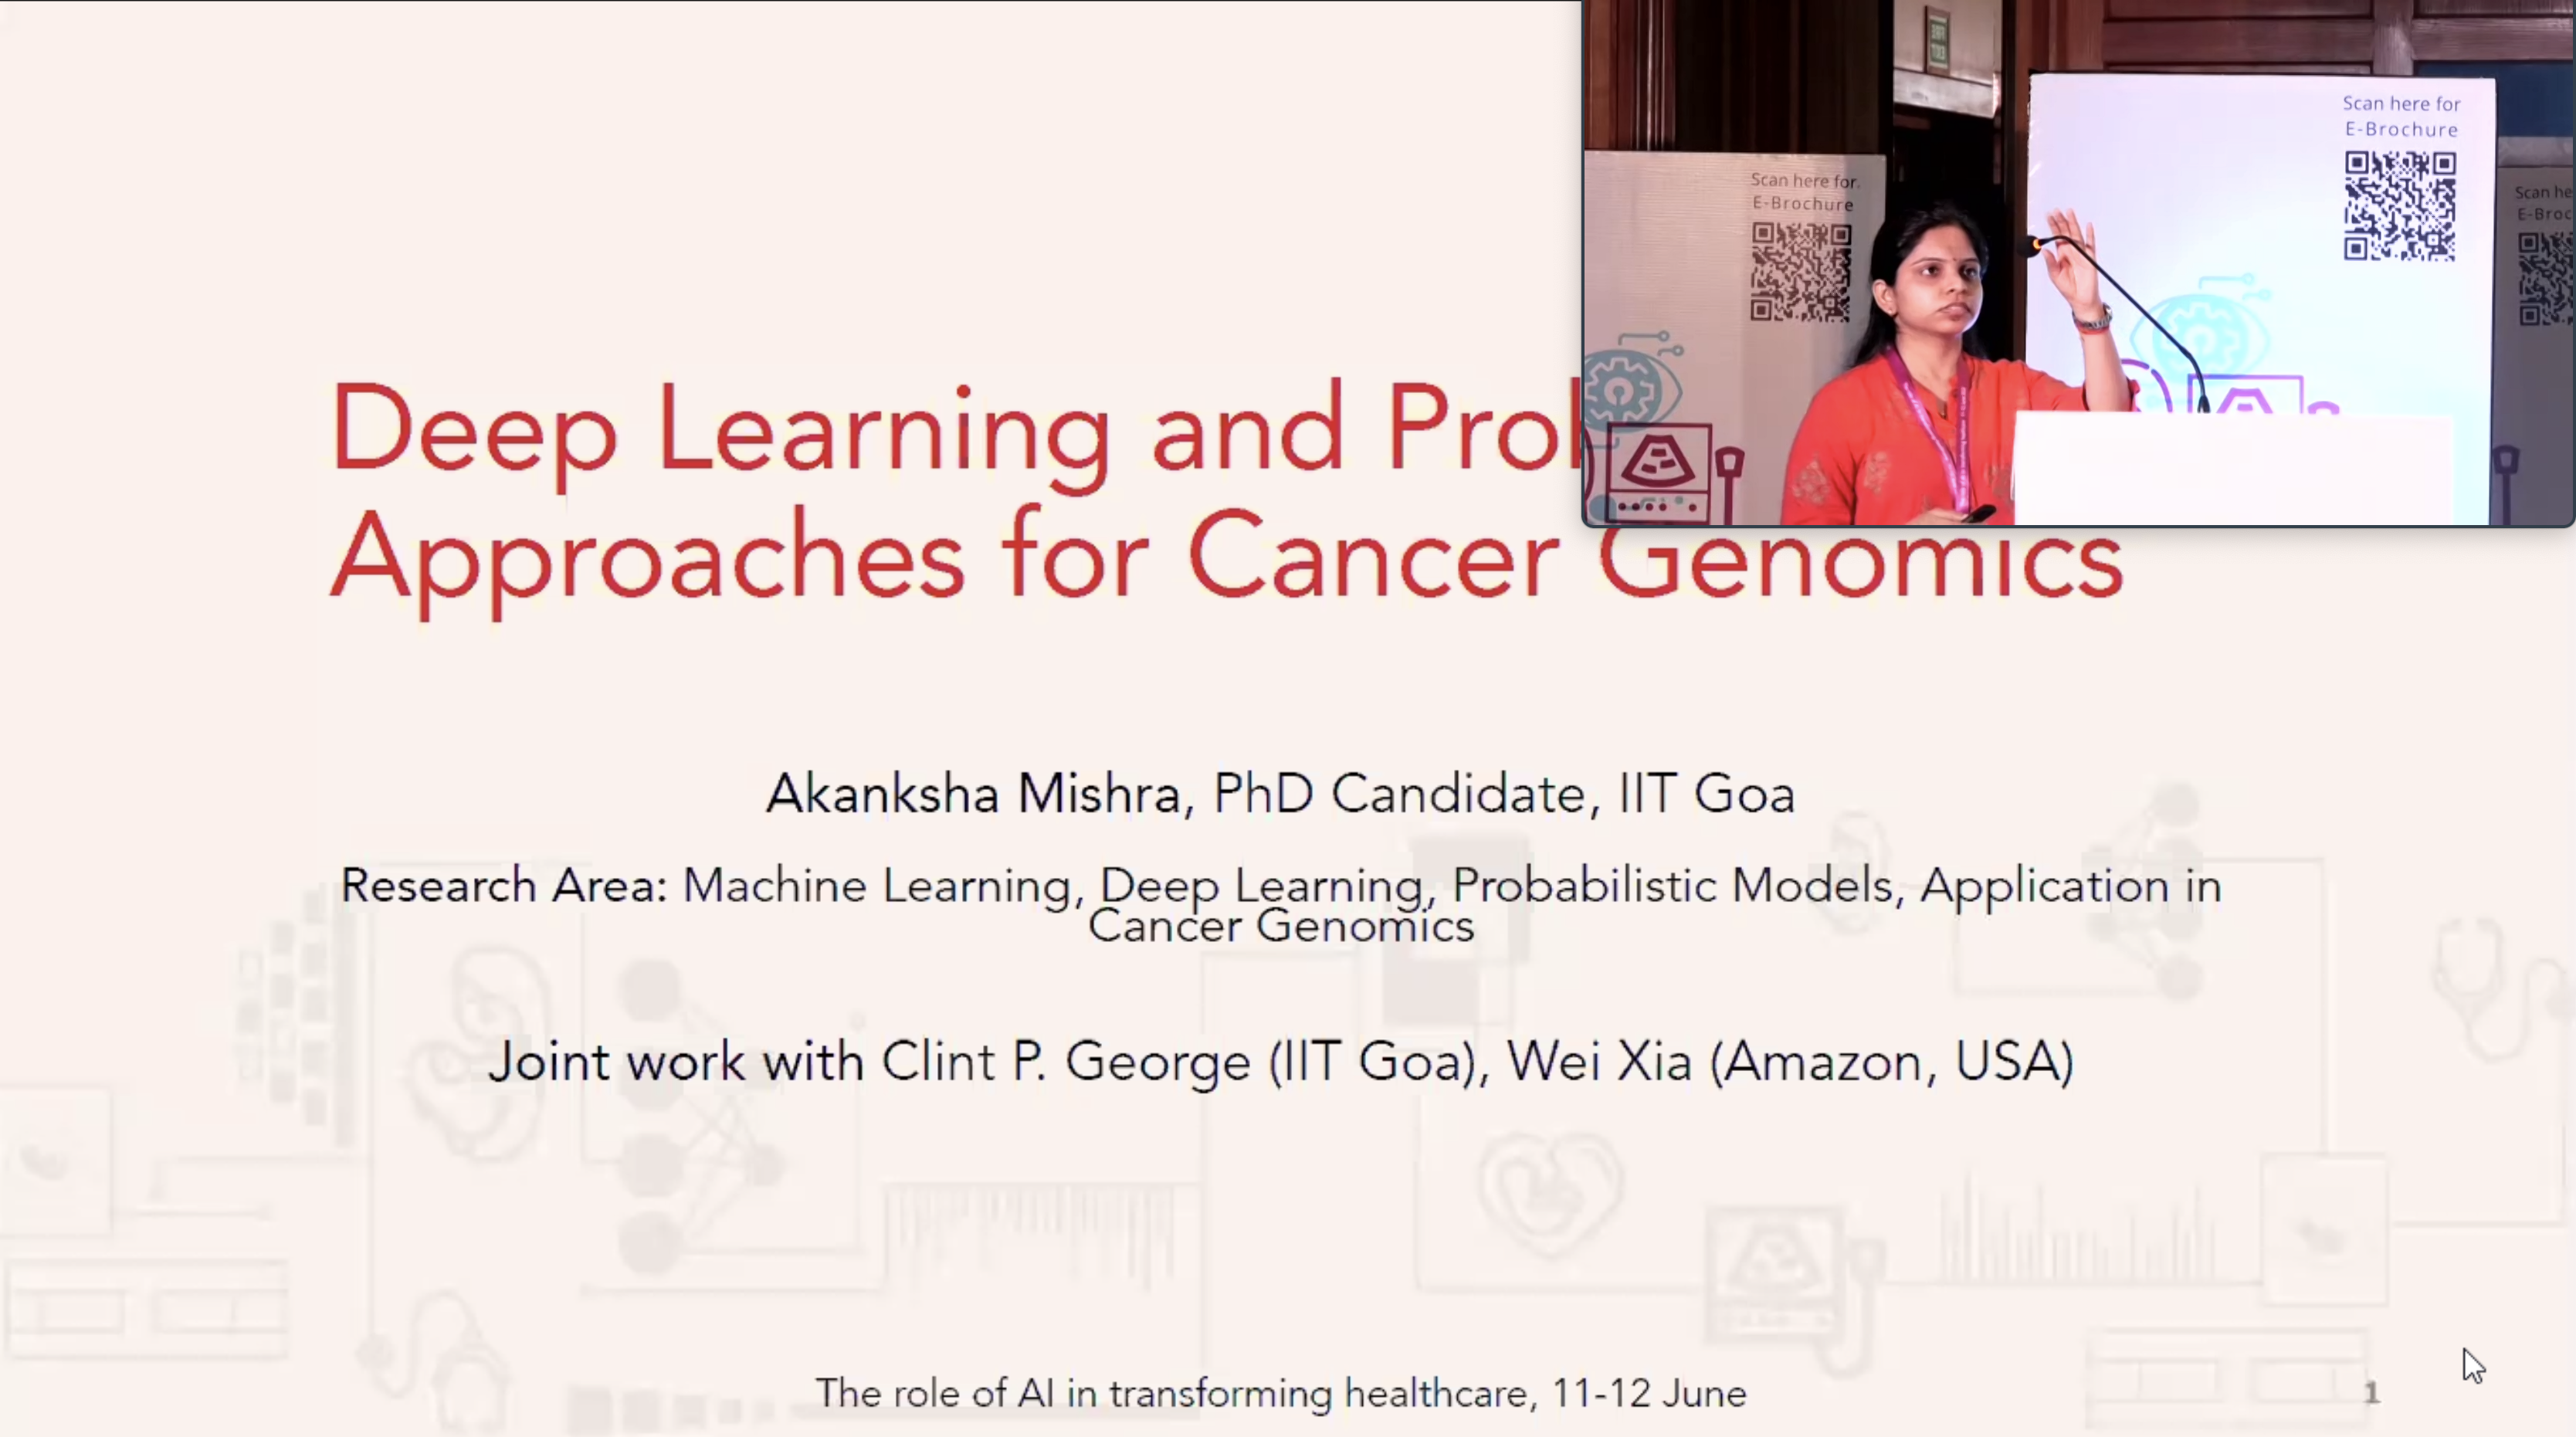 Deep Learning and
Approaches for Cancer Genomics
Akanksha Mishra, PhD Candidate, IIT Goa
Research Area: Machine Learning, Deep Learning, Probabilistic Models, Application in
Cancer Genomics
Joint work with Clint P. George (IIT Goa), Wei Xia (Amazon, USA)
The role of AI in transforming healthcare, 11-12 June
1
Scan here for
E-Brochure
Scan here for.
E-Brochure